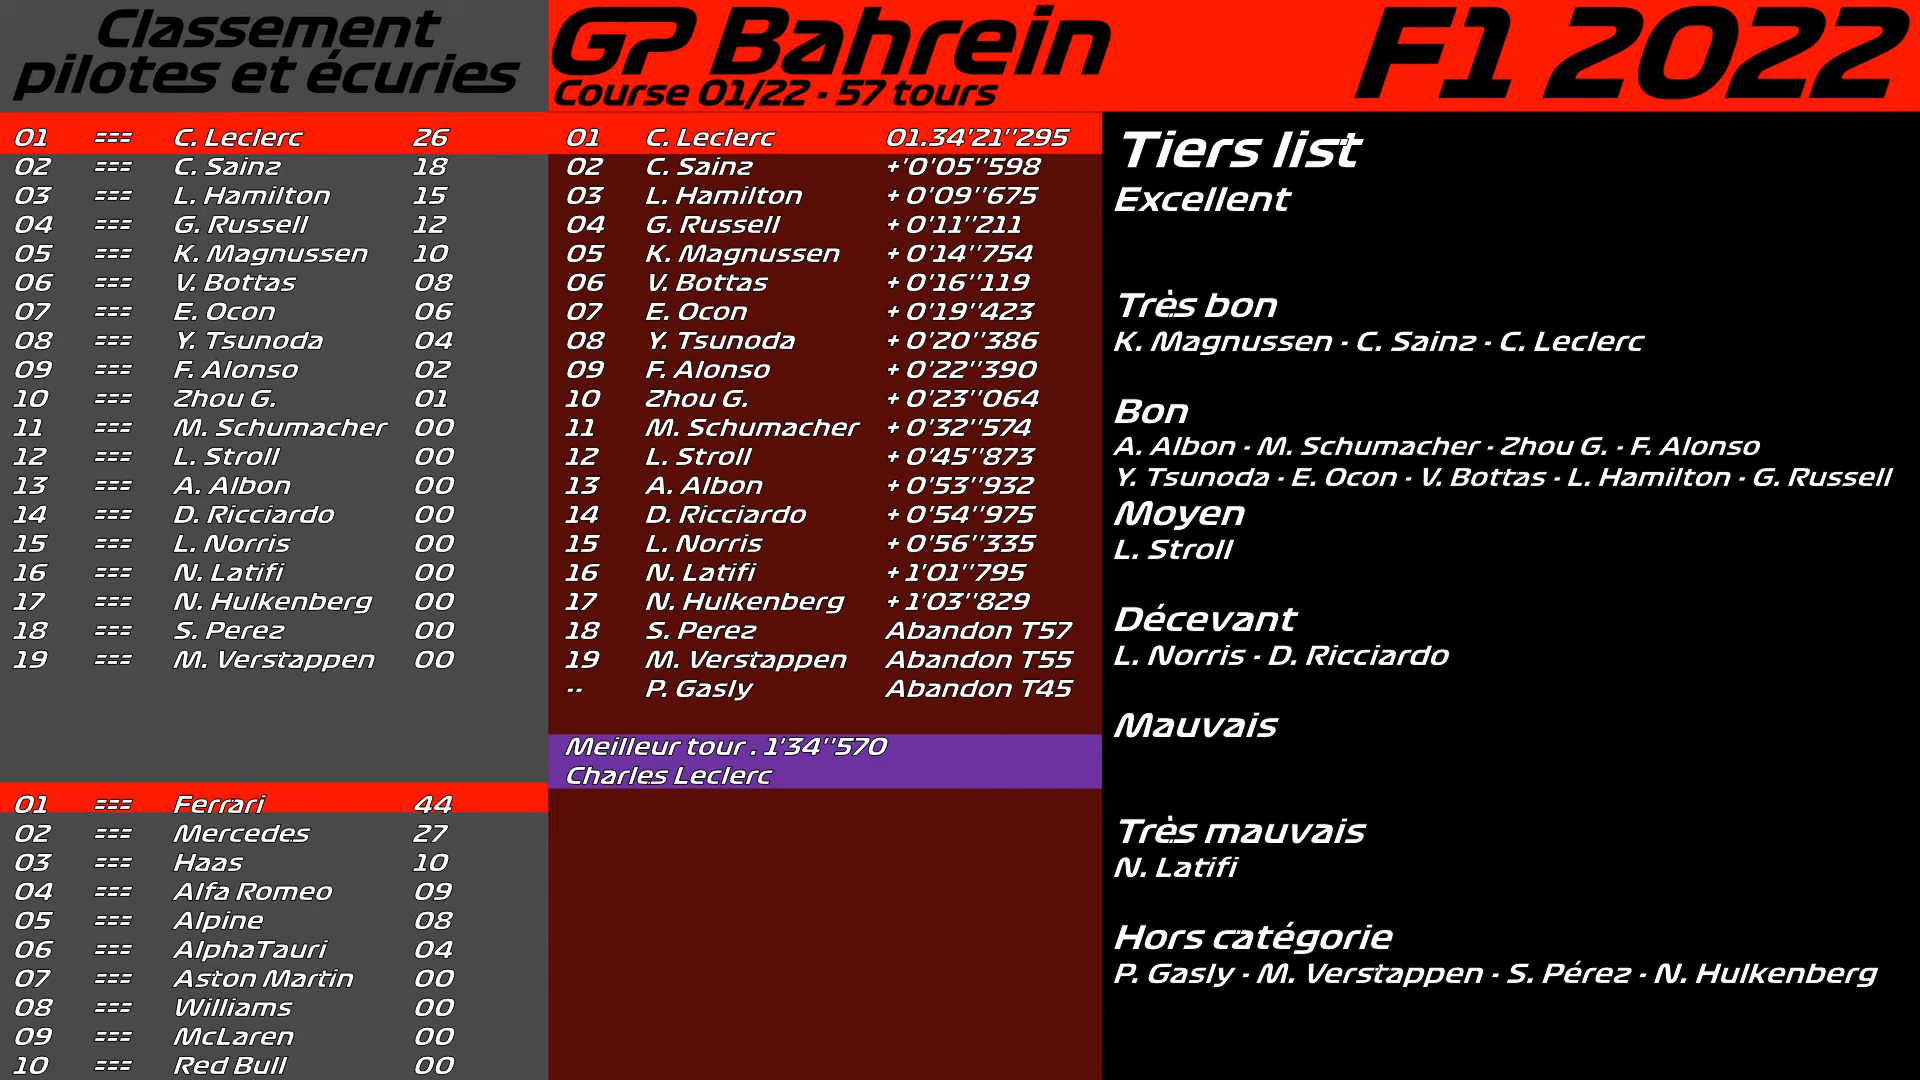 Classement
pilotes et écuries
01 === C. Leclerc 26
02 === C. Sainz 18
03 === L. Hamilton 15
04 === G. Russell 12
05 === K. Magnussen 10
06 === V. Bottas 08
07 === E. Ocon 06
08 === Y. Tsunoda 04
09 === F. Alonso 02
10 === Zhou G. 01
11 === M. Schumacher 00
12 === L. Stroll 00
13 === A. Albon 00
14 === D. Ricciardo 00
15 === L. Norris 00
16 === N. Latifi 00
17 === N. Hulkenberg 00
18 === S. Perez 00
19 === M. Verstappen 00
01 === Ferrari 44
02 === Mercedes 27
03 === Haas 10
04 === Alfa Romeo 09
05 === Alpine 08
06 === AlphaTauri 04
07 === Aston Martin 00
08 === Williams 00
09 === McLaren 00
10 === Red Bull 00
GP Bahrein
Course 01/22 - 57 tours
01 C. Leclerc 01.34'21''295
02 C. Sainz +'0'05''598
03 L. Hamilton + 0'09''675
04 G. Russell + 0'11''211
05 K. Magnussen + 0'14''754
06 V. Bottas + 0'16''119
07 E. Ocon + 0'19''423
08 Y. Tsunoda + 0'20''386
09 F. Alonso + 0'22''390
10 Zhou G. + 0'23''064
11 M. Schumacher + 0'32''574
12 L. Stroll + 0'45''873
13 A. Albon + 0'53''932
14 D. Ricciardo + 0'54''975
15 L. Norris + 0'56''335
16 N. Latifi + 1'01''795
17 N. Hulkenberg + 1'03''829
18 S. Perez Abandon T57
19 M. Verstappen Abandon T55
-- P. Gasly Abandon T45
Meilleur tour . 1'34''570
Charles Leclerc
F1 2022
Tiers list
Excellent
Très bon
K. Magnussen - C. Sainz - C. Leclerc
Bon
A. Albon - M. Schumacher - Zhou G. - F. Alonso
Y. Tsunoda - E. Ocon - V. Bottas - L. Hamilton - G. Russell
Moyen
L. Stroll
Décevant
L. Norris - D. Ricciardo
Mauvais
Très mauvais
N. Latifi
Hors catégorie
P. Gasly - M. Verstappen - S. Pérez - N. Hulkenberg